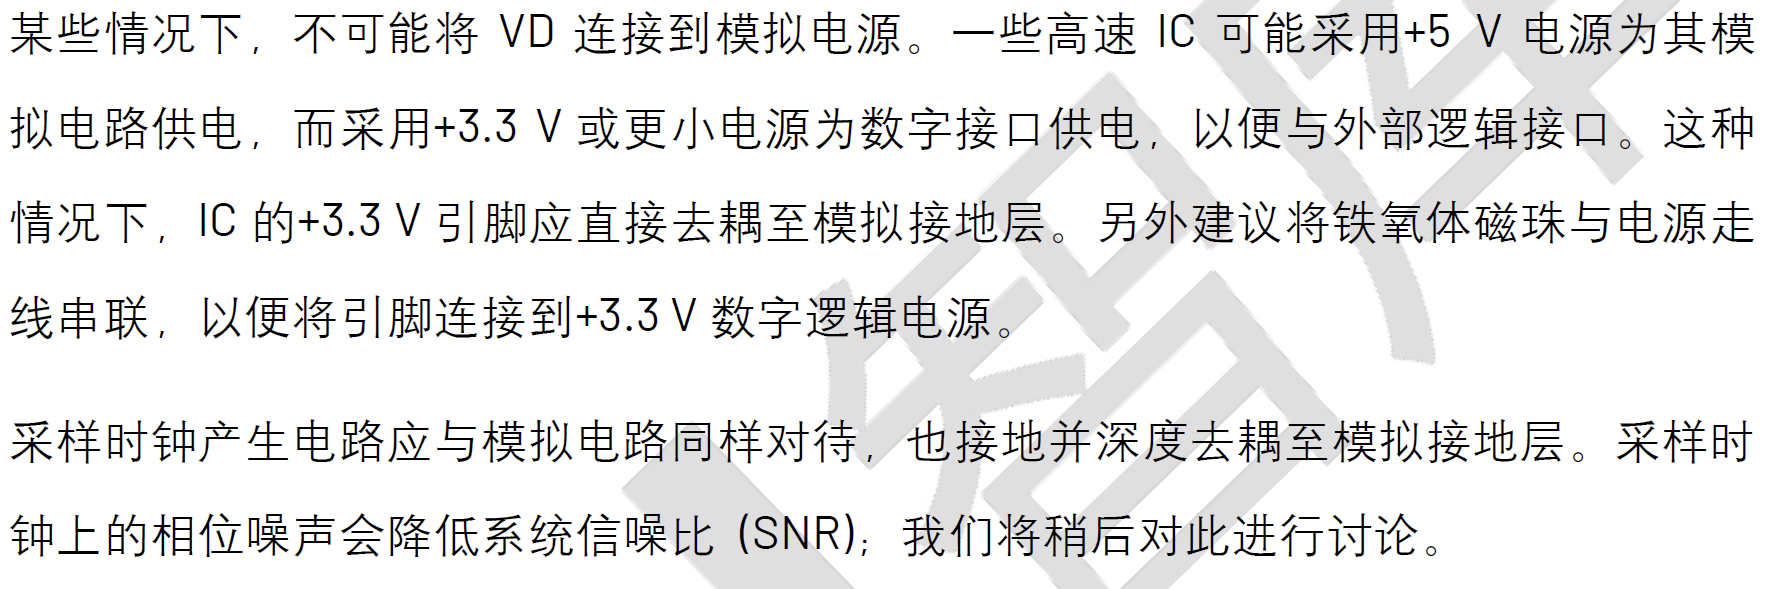 某些情况下，不可能将 VD 连接到模拟电源。一些高速 IC 可能采用+5 V 电源为其模
拟电路供电，而采用+3.3 V 或更小电源为数字接口供电，以便与外部逻辑接口。这种
情况下，IC 的+3.3 V 引脚应直接去耦至模拟接地层。另外建议将铁氧体磁珠与电源走
线串联，以便将引脚连接到+3.3 V 数字逻辑电源。
采样时钟产生电路应与模拟电路同样对待，也接地并深度去耦至模拟接地层。采样时
钟上的相位噪声会降低系统信噪比 (SNR)；我们将稍后对此进行讨论。